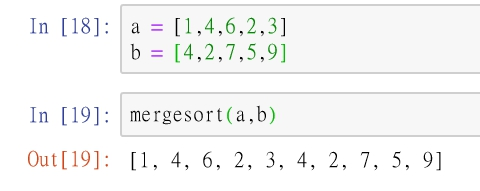 In [18]: a = [1,4,6,2,3]
b = [4,2,7,5,9]
In [19]: mergesort(a,b)
Out[19]: [1, 4, 6, 2, 3, 4, 2, 7, 5, 9]